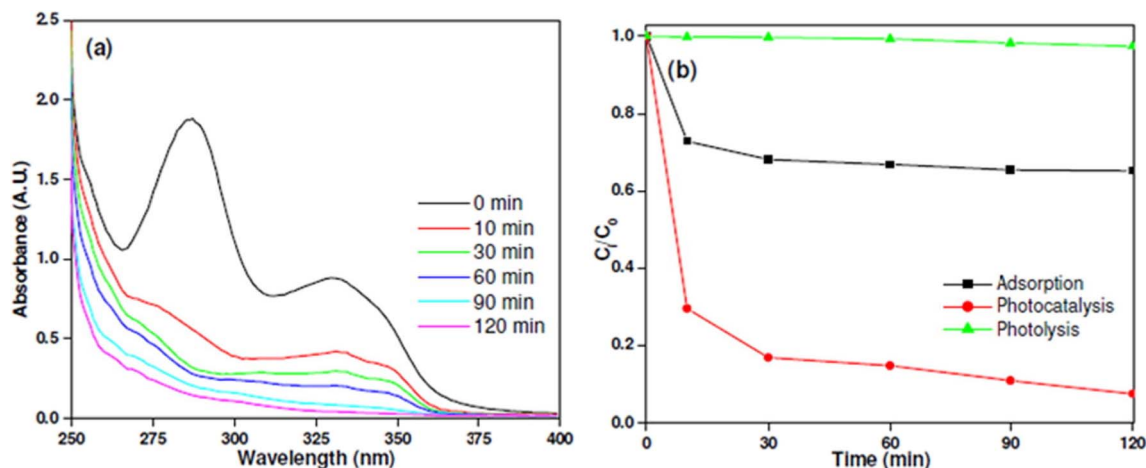 (a)
2.5
2.0
1.5
1.0
0.5
0.0
Absorbance (A.U.)
0 min
10 min
30 min
60 min
90 min
120 min
250
275
300
325
350
375
400
Wavelength (nm)
(b)
1.0
0.8
0.6
0.4
0.2
0.0
Ci/C0
Adsorption
Photocatalysis
Photolysis
0
30
60
90
120
Time (min)